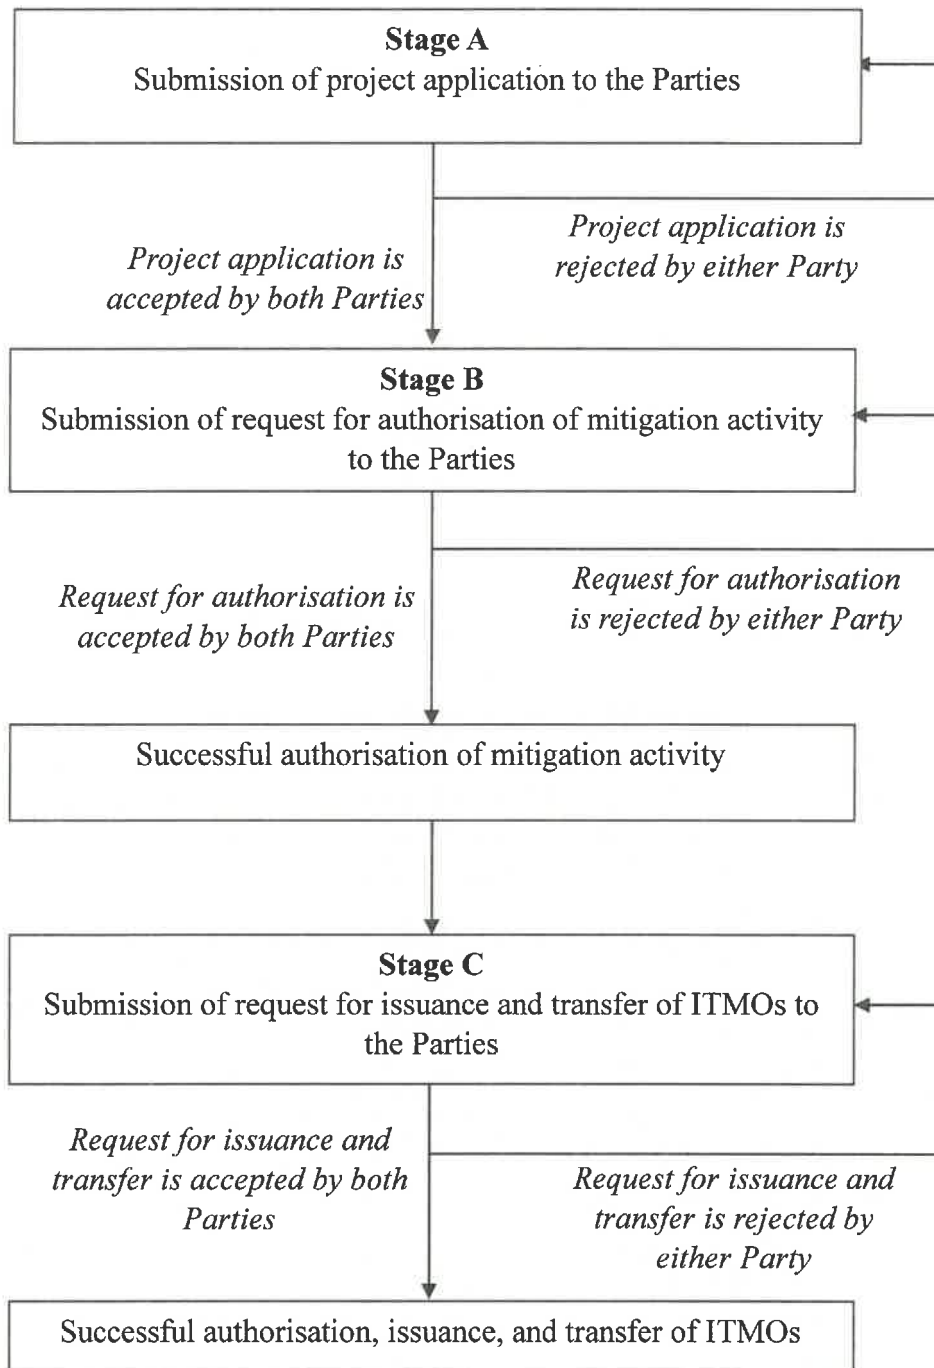 Stage A
Submission of project application to the Parties
Project application is
rejected by either Party
Project application is
accepted by both Parties
Stage B
Submission of request for authorisation of mitigation activity
to the Parties
Request for authorisation
is rejected by either Party
Request for authorisation is
accepted by both Parties
Successful authorisation of mitigation activity
Stage C
Submission of request for issuance and transfer of ITMOs to
the Parties
Request for issuance and
transfer is accepted by both
Parties
Request for issuance and
transfer is rejected by
either Party
Successful authorisation, issuance, and transfer of ITMOs